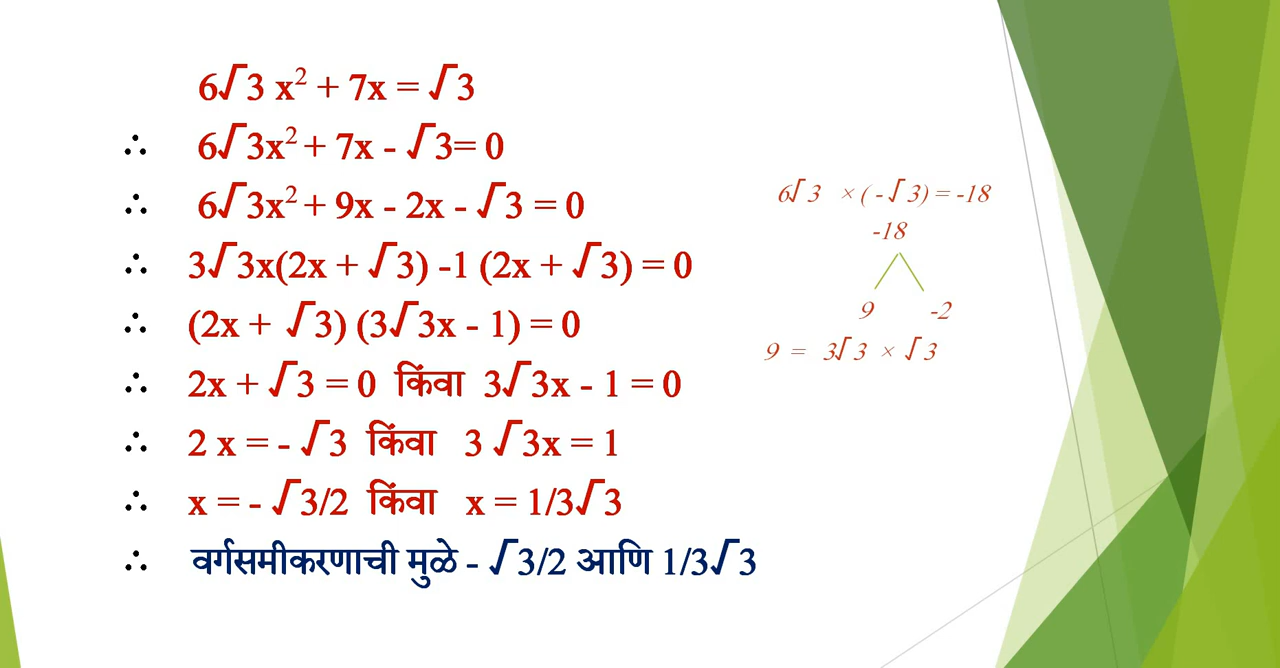 6√3 x² + 7x = √3
∴ 6√3x² + 7x - √3= 0
∴ 6√3x² + 9x - 2x - √3 = 0
∴ 3√3x(2x + √3) -1 (2x + √3) = 0
∴ (2x + √3) (3√3x - 1) = 0
∴ 2x + √3 = 0 किंवा 3√3x - 1 = 0
∴ 2 x = - √3 किंवा 3 √3x = 1
∴ x = - √3/2 किंवा x = 1/3√3
∴ वर्गसमीकरणाची मुळे - √3/2 आणि 1/3√3
6√3 × ( -√3) = -18
-18
9 -2
9 = 3√3 × √3